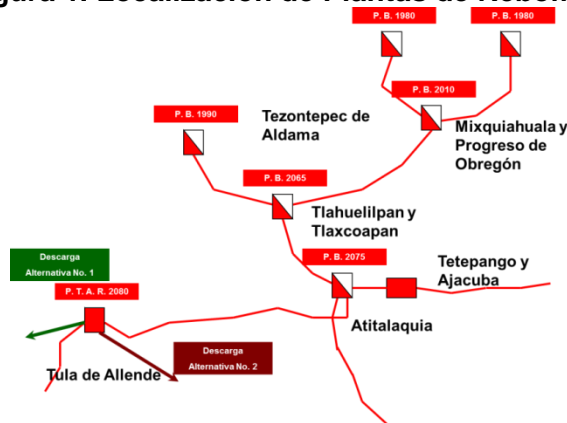 P. B. 1980
P. B. 1980
P. B. 2010
P. B. 1990
Tezontepec de
Aldama
Mixquiahuala y
Progreso de
Obregón
P. B. 2065
Tlahuelilpan y
Tlaxcoapan
Descarga
Alternativa No. 1
P. B. 2075
Tetepango y
Ajacuba
P. T. A. R. 2080
Atitalaquia
Descarga
Alternativa No. 2
Tula de Allende